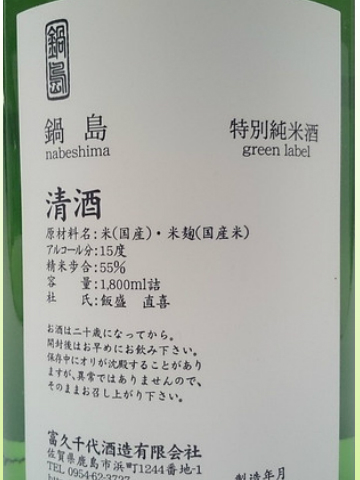 鍋島
鍋島
nabeshima
特別純米酒
green label
清酒
原材料名:米(国産)・米麹(国産米)
アルコール分:15度
精米歩合:55%
容量:1,800ml詰
杜氏:飯盛 直喜
お酒は二十歳になってから。
開封後はお早めにお飲み下さい。
保存中にオリが沈殿することがあり
ますが、異常ではありませんので、
そのままお召し上がり下さい。
富久千代酒造有限会社
佐賀県鹿島市浜町1244番地-1
TEL 0954-62-3727
製造年月